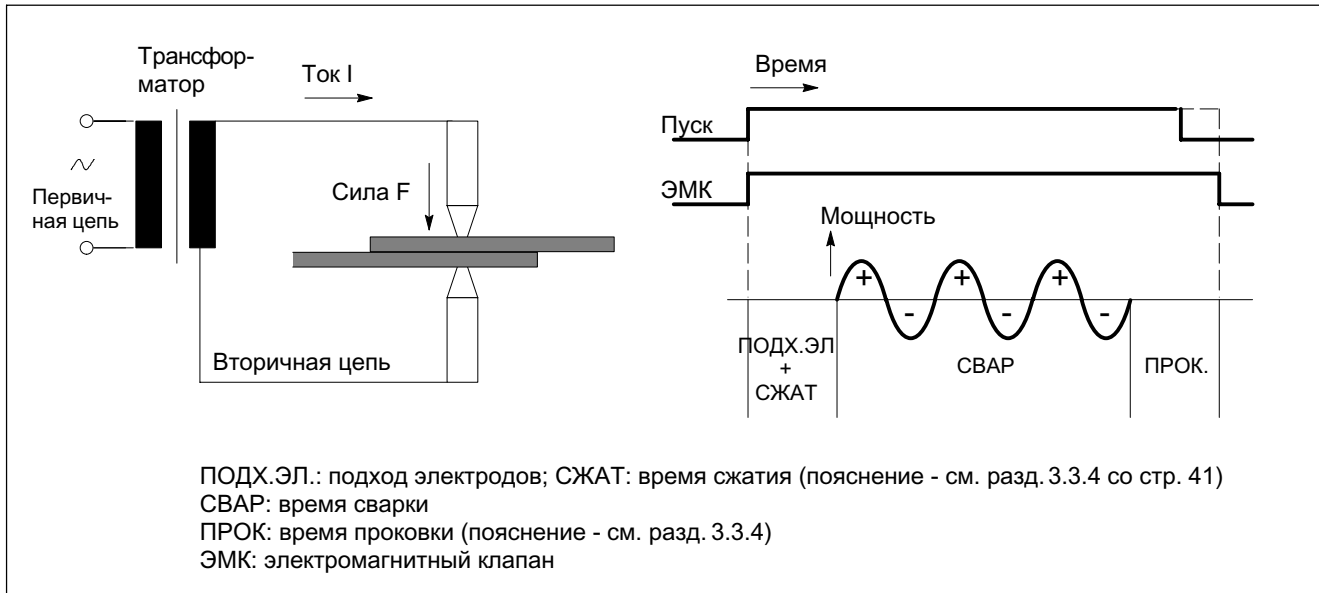 Трансфор-
матор
Ток I
Первич-
ная цепь
Сила F
Вторичная цепь
Время
Пуск
ЭМК
Мощность
+ + +
- - -
ПОДХ.ЭЛ
+
СЖАТ
СВАР
ПРОК.
ПОДХ.ЭЛ.: подход электродов; СЖАТ: время сжатия (пояснение - см. разд. 3.3.4 со стр. 41)
СВАР: время сварки
ПРОК: время проковки (пояснение - см. разд. 3.3.4)
ЭМК: электромагнитный клапан